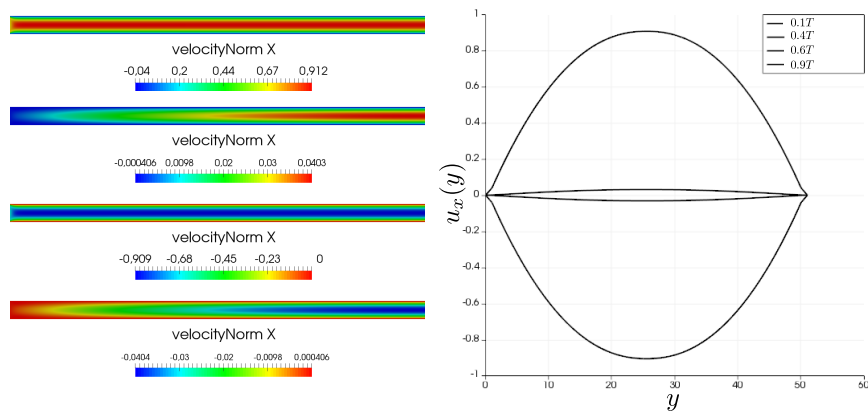 velocityNorm X
-0,04 0,2 0,44 0,67 0,912
velocityNorm X
-0,000406 0,0098 0,02 0,03 0,0403
velocityNorm X
-0,909 -0,68 -0,45 -0,23 0
velocityNorm X
-0,0404 -0,03 -0,02 -0,0098 0,000406
1
0.8
0.6
0.4
0.2
0
-0.2
-0.4
-0.6
-0.8
-1
u_x(y)
0 10 20 30 40 50 60
y
0.1T
0.4T
0.6T
0.9T